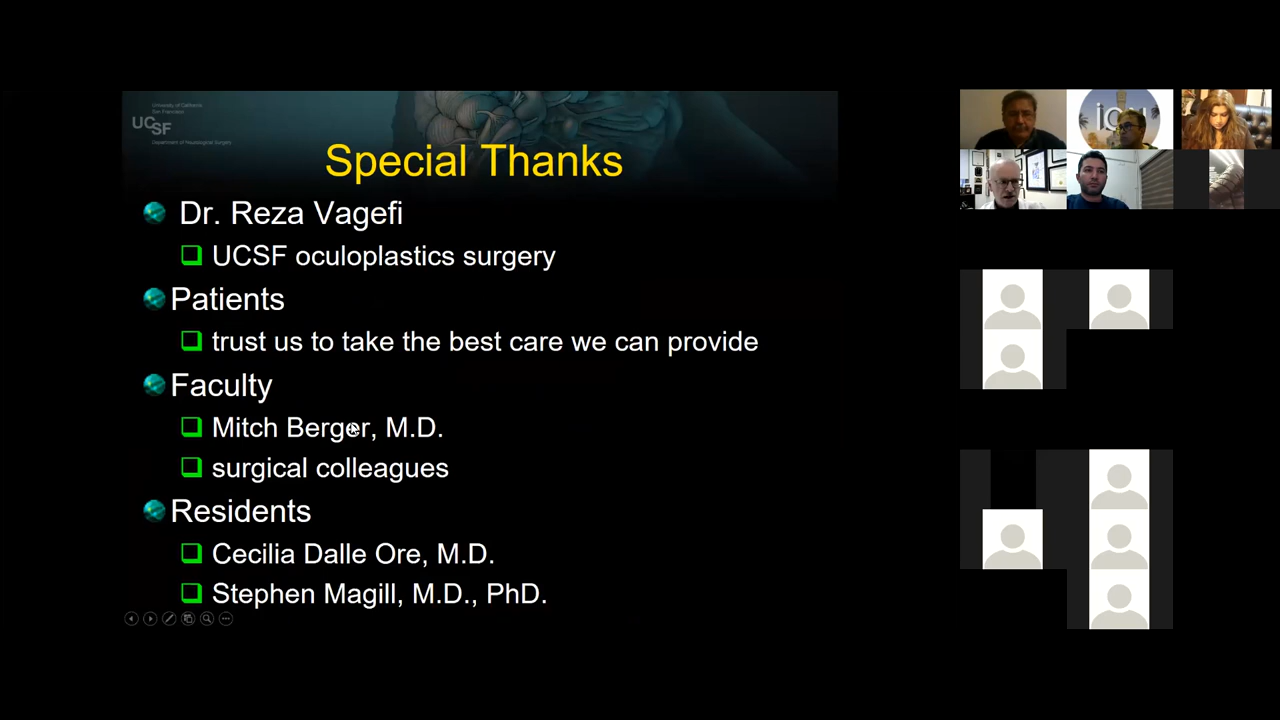 University of California
San Francisco
UCSF
Department of Neurological Surgery
Special Thanks
Dr. Reza Vagefi
UCSF oculoplastics surgery
Patients
trust us to take the best care we can provide
Faculty
Mitch Berger, M.D.
surgical colleagues
Residents
Cecilia Dalle Ore, M.D.
Stephen Magill, M.D., PhD.